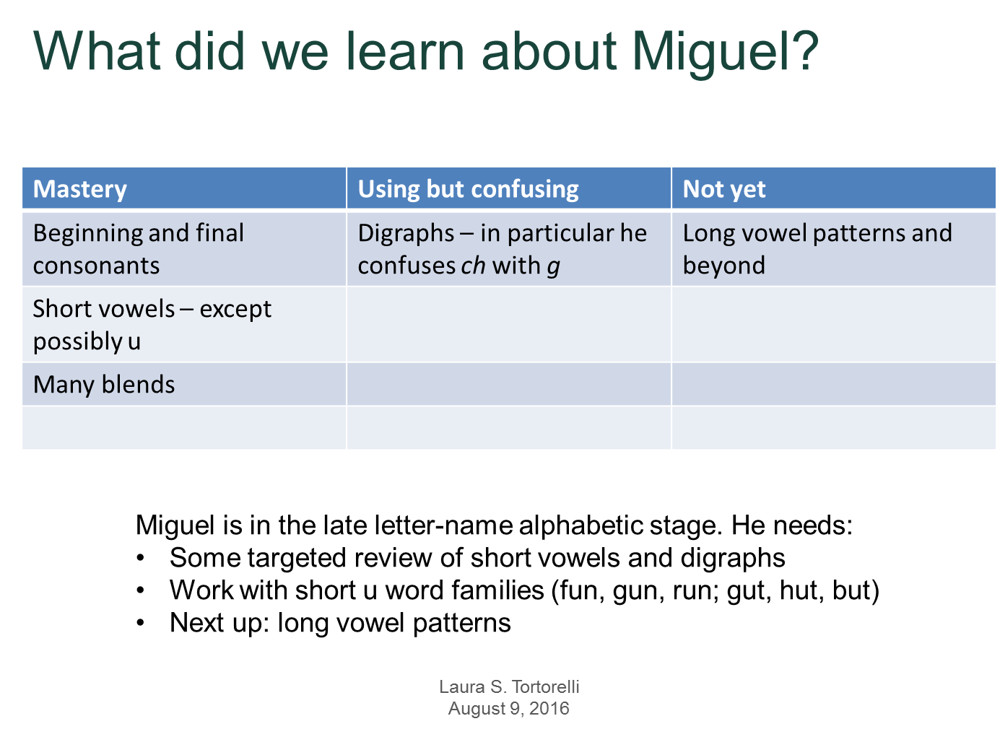 What did we learn about Miguel?
Mastery
Using but confusing
Not yet
Beginning and final
consonants
Digraphs – in particular he
confuses ch with g
Long vowel patterns and
beyond
Short vowels – except
possibly u
Many blends
Miguel is in the late letter-name alphabetic stage. He needs:
• Some targeted review of short vowels and digraphs
• Work with short u word families (fun, gun, run; gut, hut, but)
• Next up: long vowel patterns
Laura S. Tortorelli
August 9, 2016